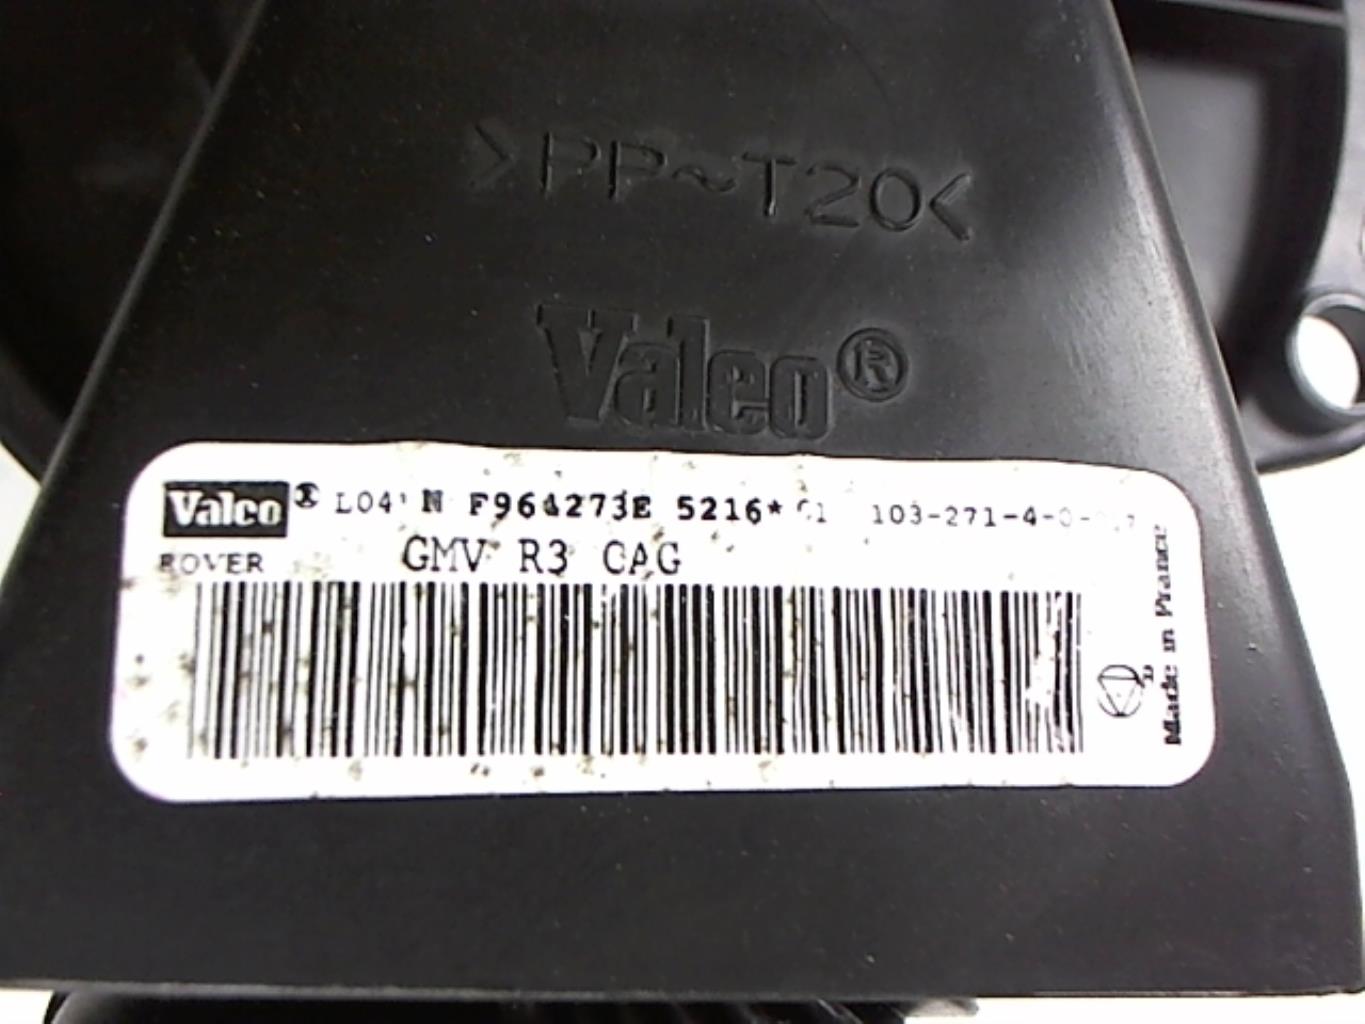 >PP~T20<
Valeo®
Valeo® N F964273E 5216*
ROVER GMV R3 CAG
Made in France